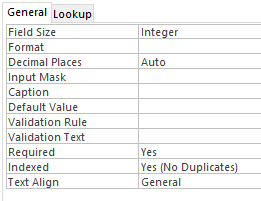 General Lookup
Field Size Integer
Format
Decimal Places Auto
Input Mask
Caption
Default Value
Validation Rule
Validation Text
Required Yes
Indexed Yes (No Duplicates)
Text Align General